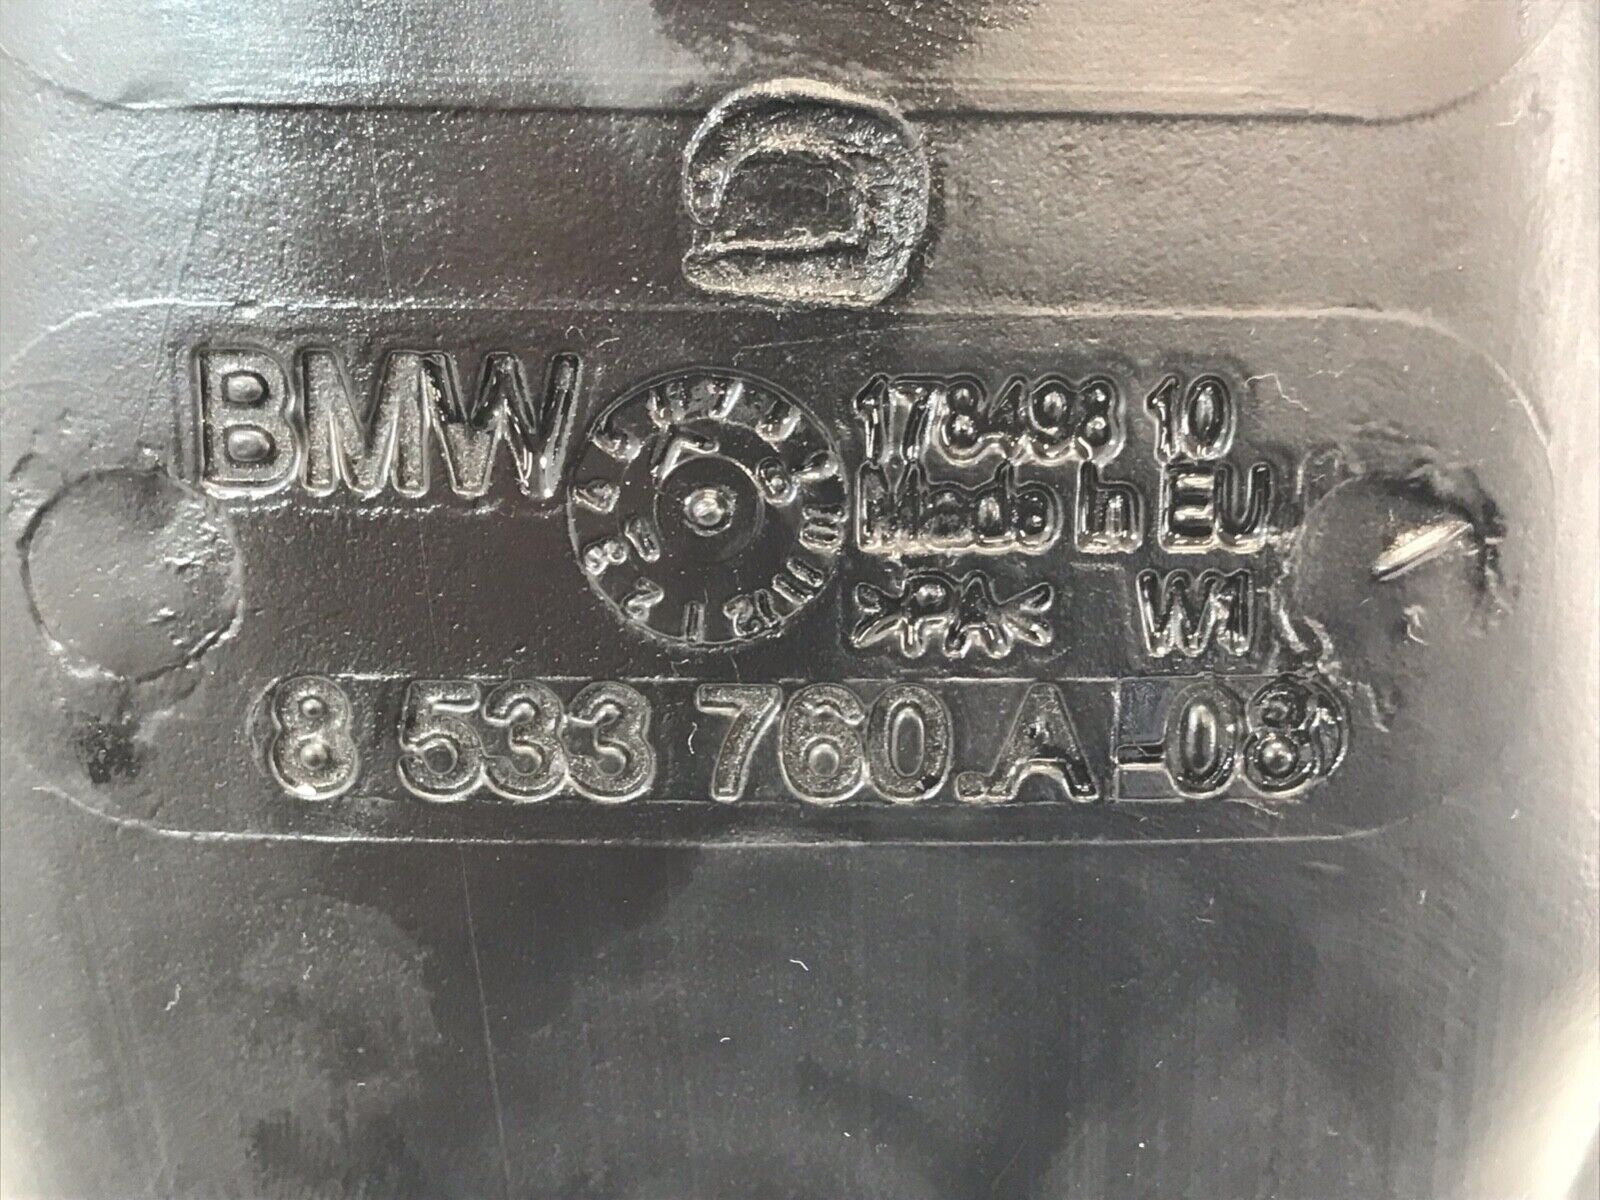 BMW
178498 10
Made In EU
>PA< W1
8 533 760.A-08